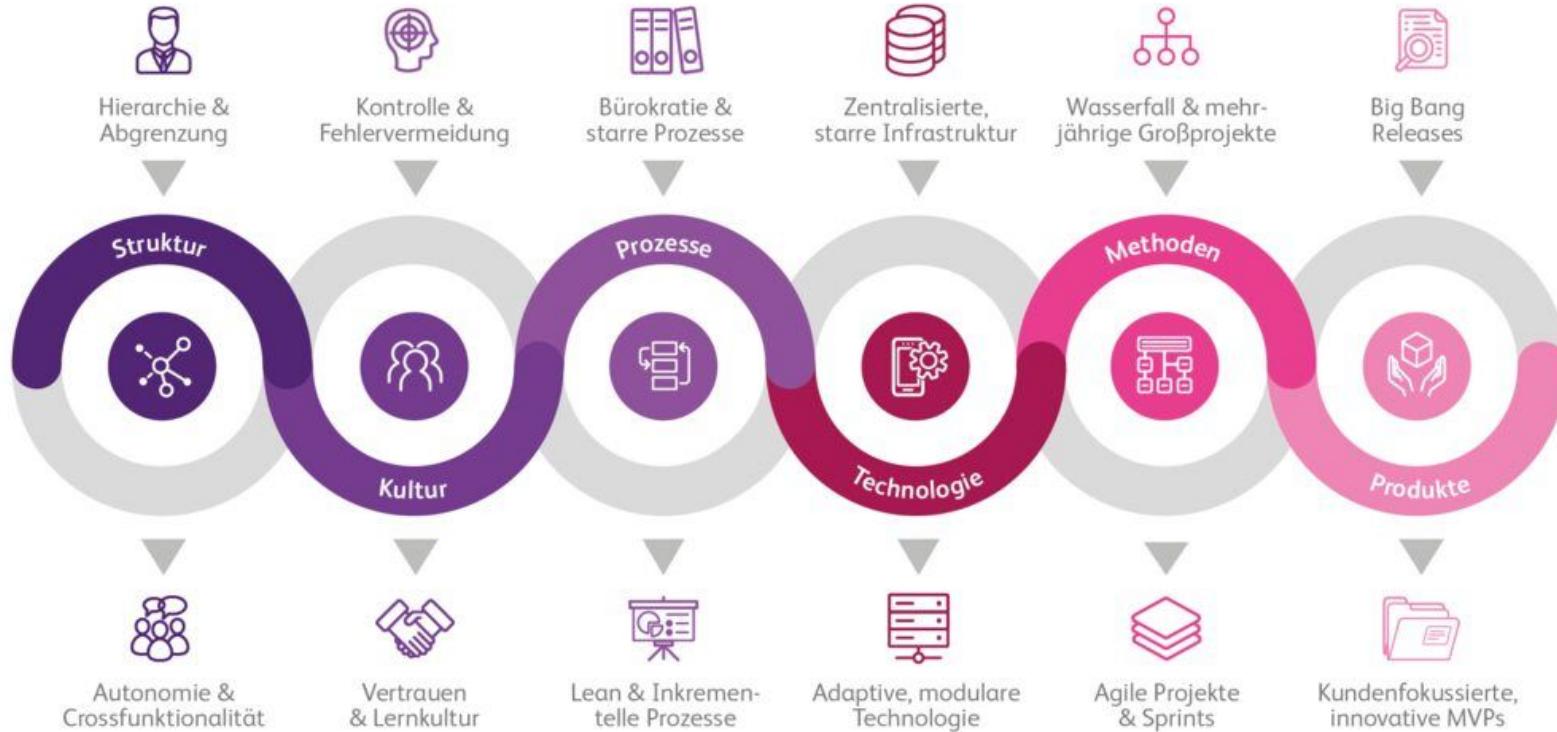 Hierarchie &
Abgrenzung
Kontrolle &
Fehlervermeidung
Bürokratie &
starre Prozesse
Zentralisierte,
starre Infrastruktur
Wasserfall & mehr-
jährige Großprojekte
Big Bang
Releases
Struktur
Kultur
Prozesse
Technologie
Methoden
Produkte
Autonomie &
Crossfunktionalität
Vertrauen
& Lernkultur
Lean & Inkremen-
telle Prozesse
Adaptive, modulare
Technologie
Agile Projekte
& Sprints
Kundenfokussierte,
innovative MVPs